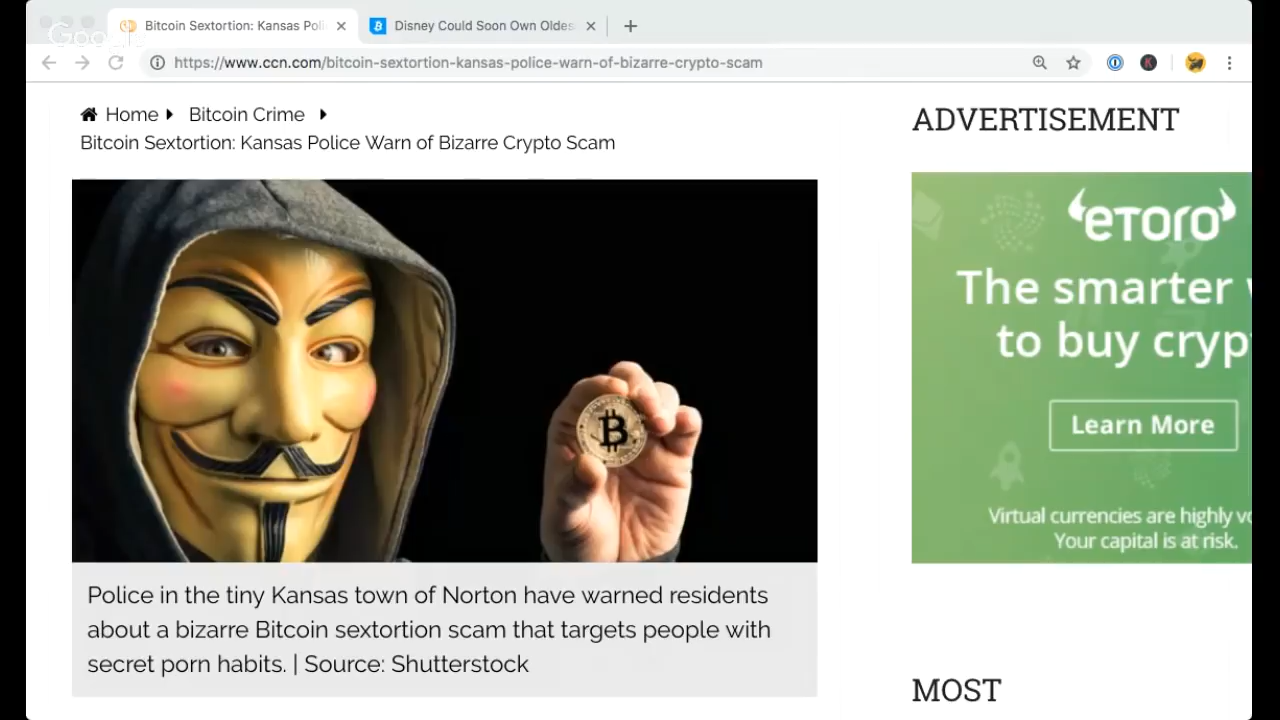 Bitcoin Sextortion: Kansas Poli
Disney Could Soon Own Oldes
https://www.ccn.com/bitcoin-sextortion-kansas-police-warn-of-bizarre-crypto-scam
Home Bitcoin Crime
Bitcoin Sextortion: Kansas Police Warn of Bizarre Crypto Scam
Police in the tiny Kansas town of Norton have warned residents
about a bizarre Bitcoin sextortion scam that targets people with
secret porn habits. | Source: Shutterstock
ADVERTISEMENT
eToro
The smarter
to buy cryp
Learn More
Virtual currencies are highly vo
Your capital is at risk.
MOST